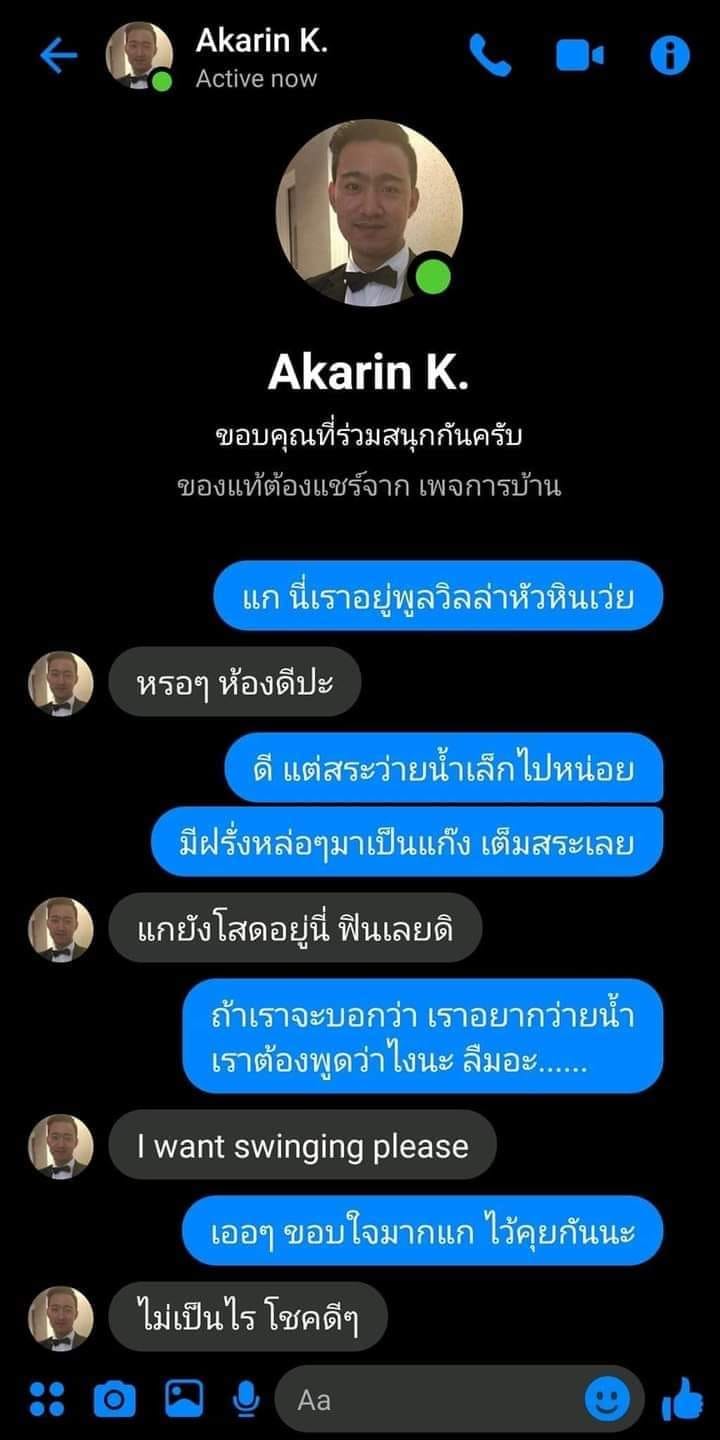 Akarin K.
Active now
Akarin K.
ขอบคุณที่ร่วมสนุกกันครับ
ของแท้ต้องแชร์จาก เพจการบ้าน
แก นี่เราอยู่พูลวิลล่าหัวหินเว่ย
หรอๆ ห้องดีปะ
ดี แต่สระว่ายน้ำเล็กไปหน่อย
มีฝรั่งหล่อๆมาเป็นแก๊ง เต็มสระเลย
แกยังโสดอยู่นี่ ฟินเลยดิ
ถ้าเราจะบอกว่า เราอยากว่ายน้ำ
เราต้องพูดว่าไงนะ ลืมอะ......
I want swinging please
เออๆ ขอบใจมากแก ไว้คุยกันนะ
ไม่เป็นไร โชคดีๆ
Aa